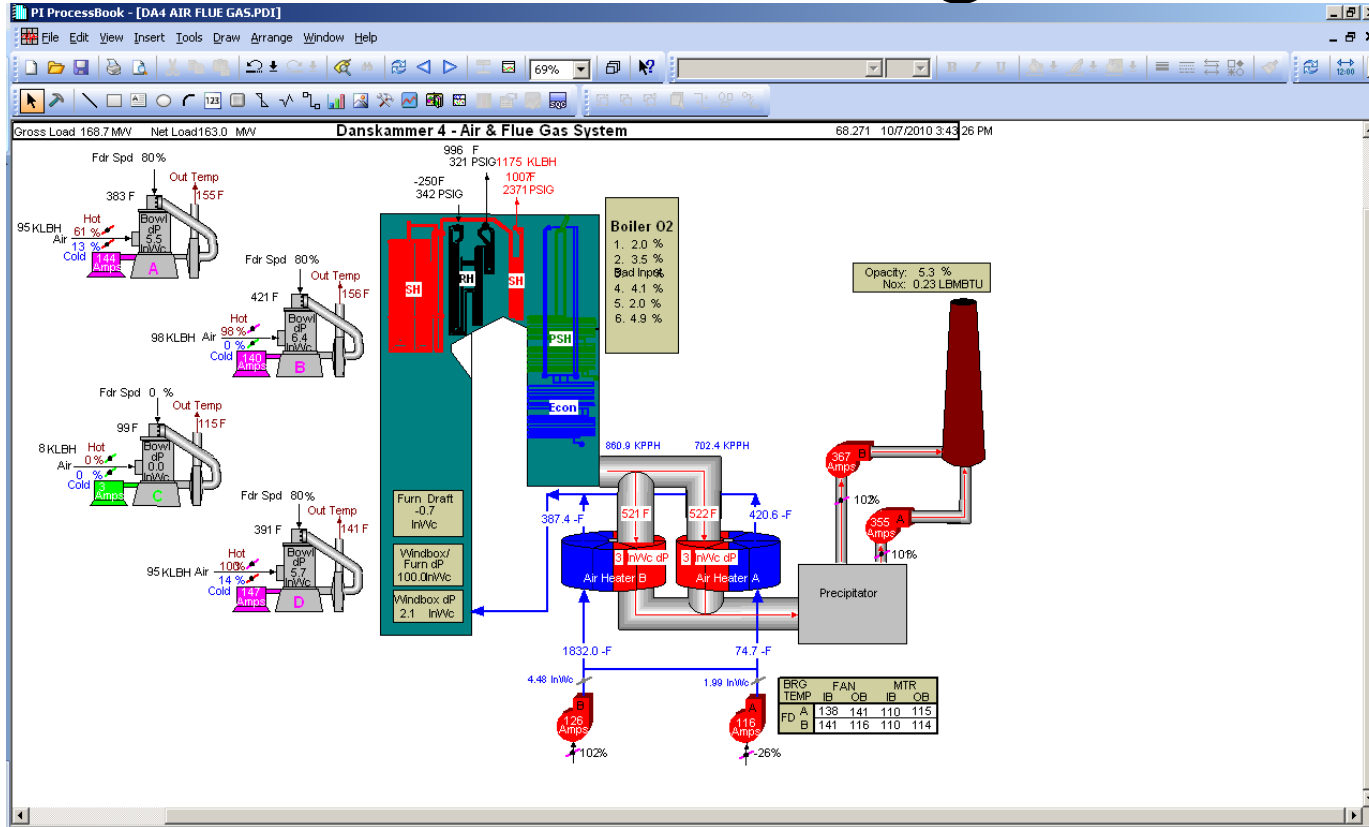 PI ProcessBook - [DA4 AIR FLUE GAS.PDI]
File Edit View Insert Tools Draw Arrange Window Help
69%
123
SQC
12:00
Gross Load 168.7 MW Net Load 163.0 MW Danskammer 4 - Air & Flue Gas System 68.271 10/7/2010 3:43:26 PM
Fdr Spd 80%
Out Temp
383 F
155 F
95 KLBH
Air
Hot
61 %
13 %
Cold
Bowl
dP
5.5
InWc
144
Amps
A
Fdr Spd 80%
Out Temp
421 F
156 F
98 KLBH Air
Hot
98 %
0 %
Cold
Bowl
dP
6.4
InWc
140
Amps
B
Fdr Spd 0 %
Out Temp
99 F
115 F
8 KLBH
Air
Hot
0 %
0 %
Cold
Bowl
dP
0.0
InWc
3
Amps
C
Fdr Spd 80%
Out Temp
391 F
141 F
95 KLBH Air
Hot
100%
14 %
Cold
Bowl
dP
5.7
InWc
147
Amps
D
996 F
321 PSIG 1175 KLBH
-250F
342 PSIG
1007F
2371 PSIG
SH
RH
SH
PSH
Econ
Boiler O2
1. 2.0 %
2. 3.5 %
Bad Input %
4. 4.1 %
5. 2.0 %
6. 4.9 %
Opacity: 5.3 %
Nox: 0.23 LBMBTU
860.9 KPPH 702.4 KPPH
Furn Draft
-0.7
InWc
Windbox/
Furn dP
100.0InWc
Windbox dP
2.1 InWc
387.4 -F
521 F
522 F
420.6 -F
3 InWc dP
3 InWc dP
Air Heater B
Air Heater A
367
Amps
B
102%
355
Amps
A
101%
Precipitator
1832.0 -F
74.7 -F
4.48 InWc
1.99 InWc
B
126
Amps
102%
A
116
Amps
-26%
BRG FAN MTR
TEMP IB OB IB OB
FD A 138 141 110 115
B 141 116 110 114